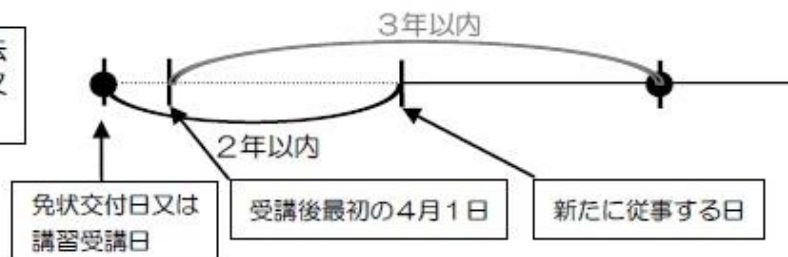 3年以内
又
2年以内
免状交付日又は
講習受講日
受講後最初の4月1日
新たに従事する日